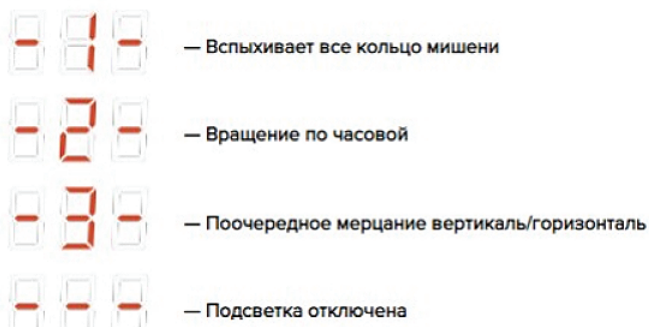 -1- — Вспыхивает все кольцо мишени
-2- — Вращение по часовой
-3- — Поочередное мерцание вертикаль/горизонталь
--- — Подсветка отключена